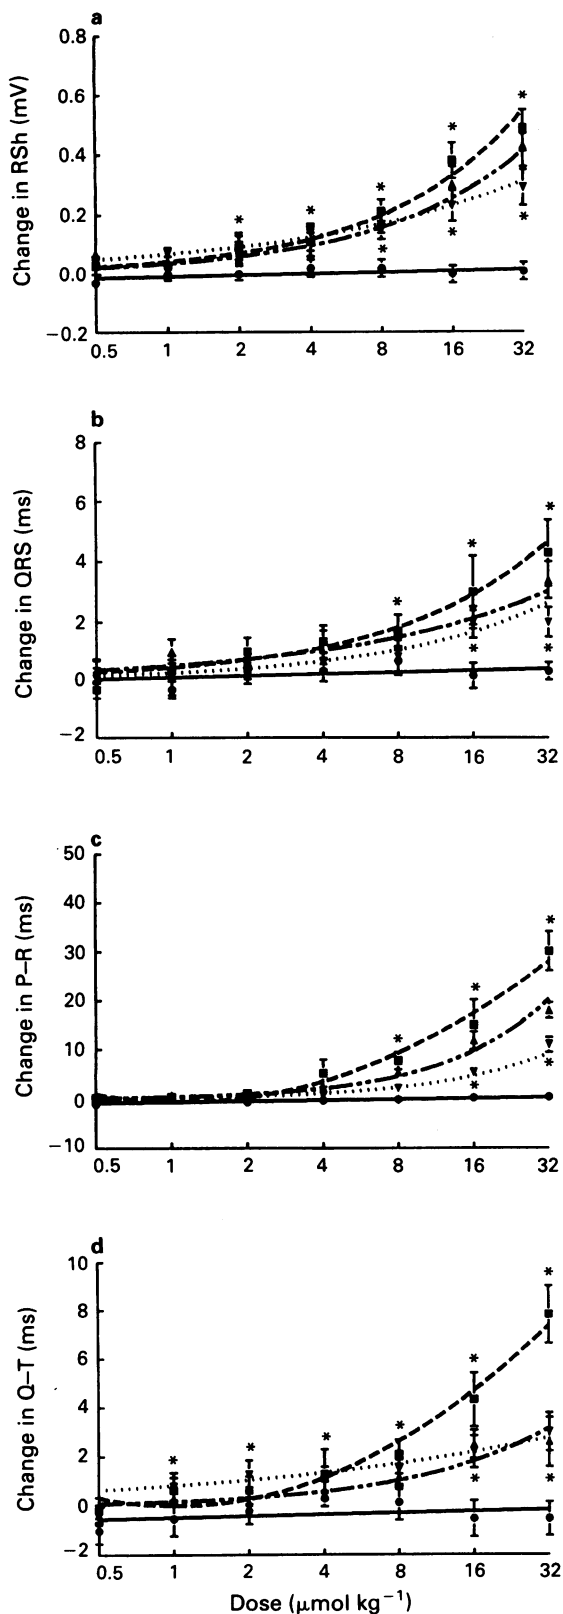 a
Change in RSh (mV)
0.8
0.6
0.4
0.2
0.0
−0.2
0.5 1 2 4 8 16 32
* * * * * * * *
b
Change in QRS (ms)
8
6
4
2
0
−2
0.5 1 2 4 8 16 32
* * * * *
c
Change in P–R (ms)
50
40
30
20
10
0
−10
0.5 1 2 4 8 16 32
* * * * *
d
Change in Q–T (ms)
10
8
6
4
2
0
−2
0.5 1 2 4 8 16 32
* * * * * * * *
Dose (μmol kg⁻¹)